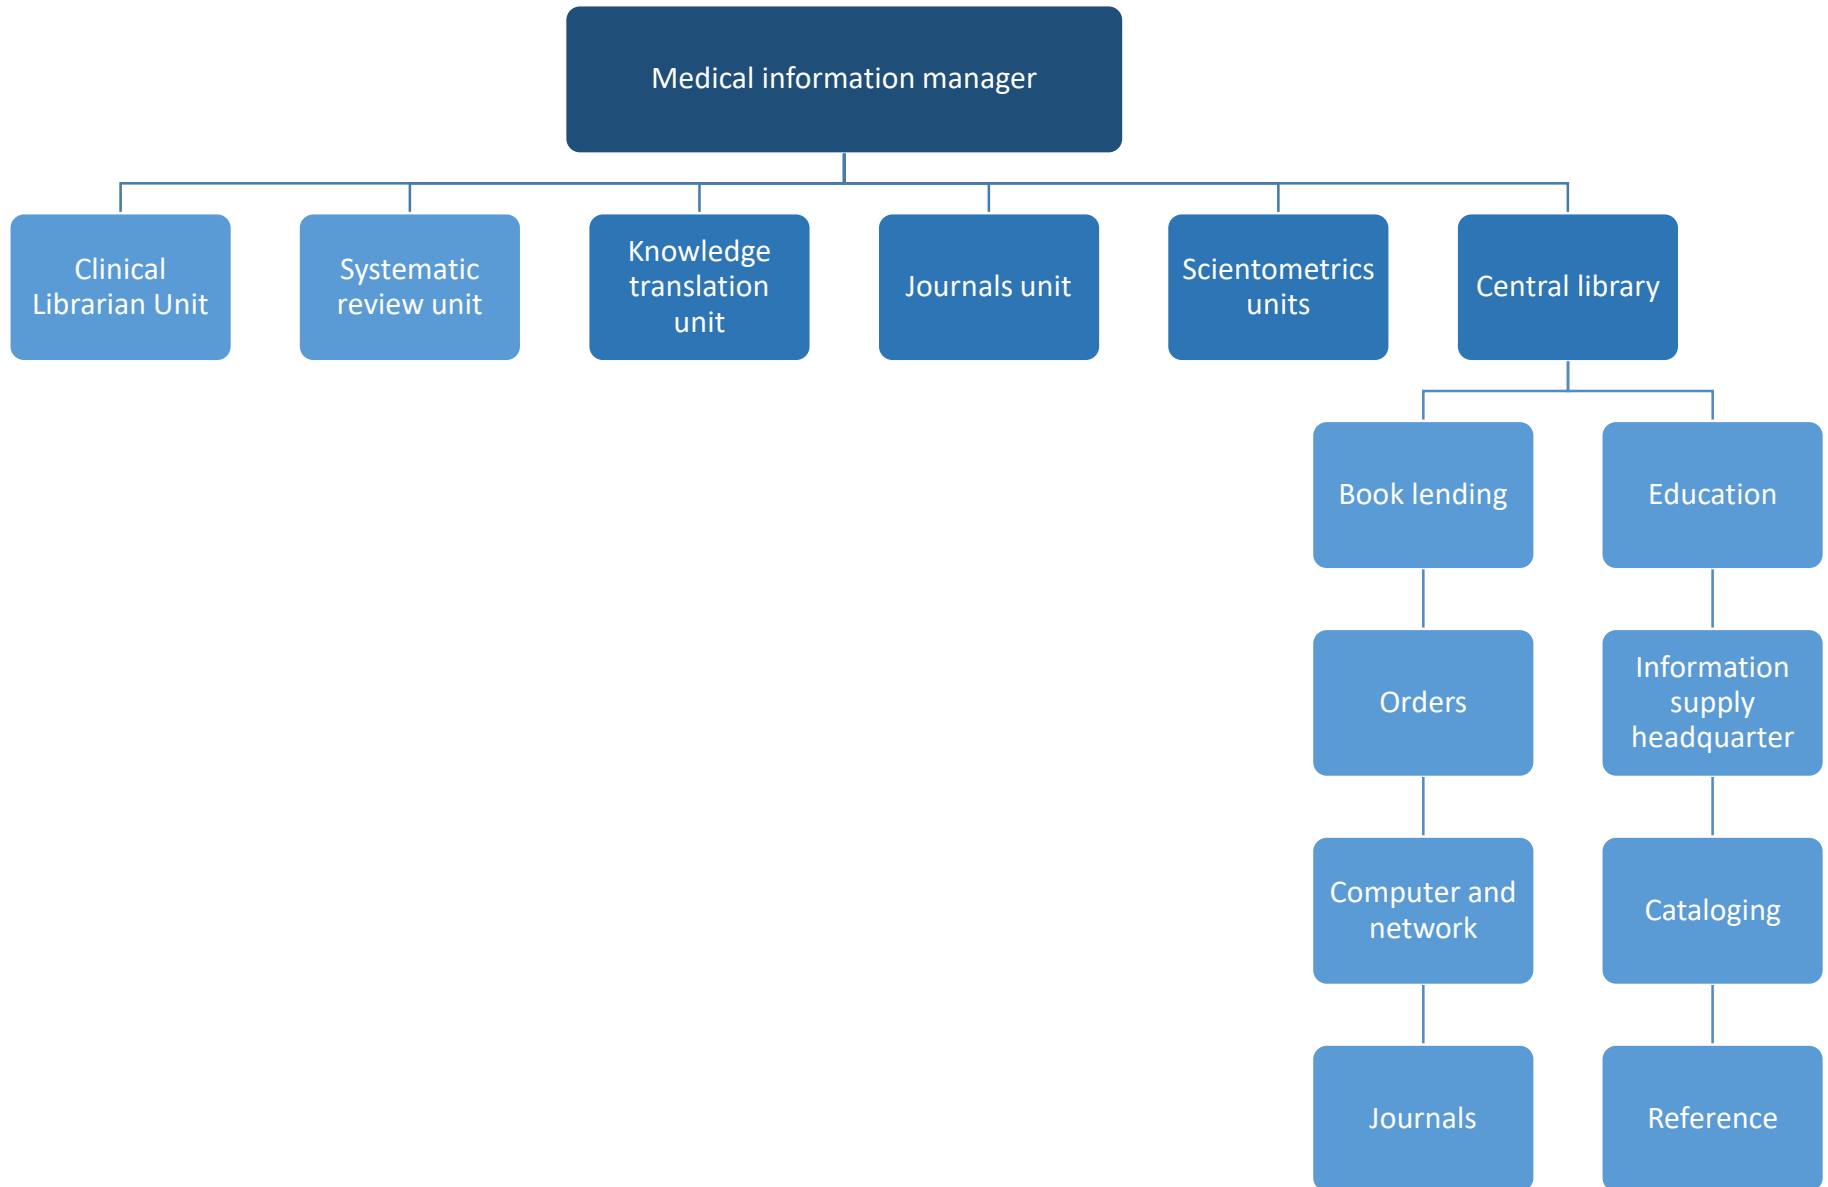 Medical information manager
Clinical
Librarian Unit
Systematic
review unit
Knowledge
translation
unit
Journals unit
Scientometrics
units
Central library
Book lending
Education
Orders
Information
supply
headquarter
Computer and
network
Cataloging
Journals
Reference